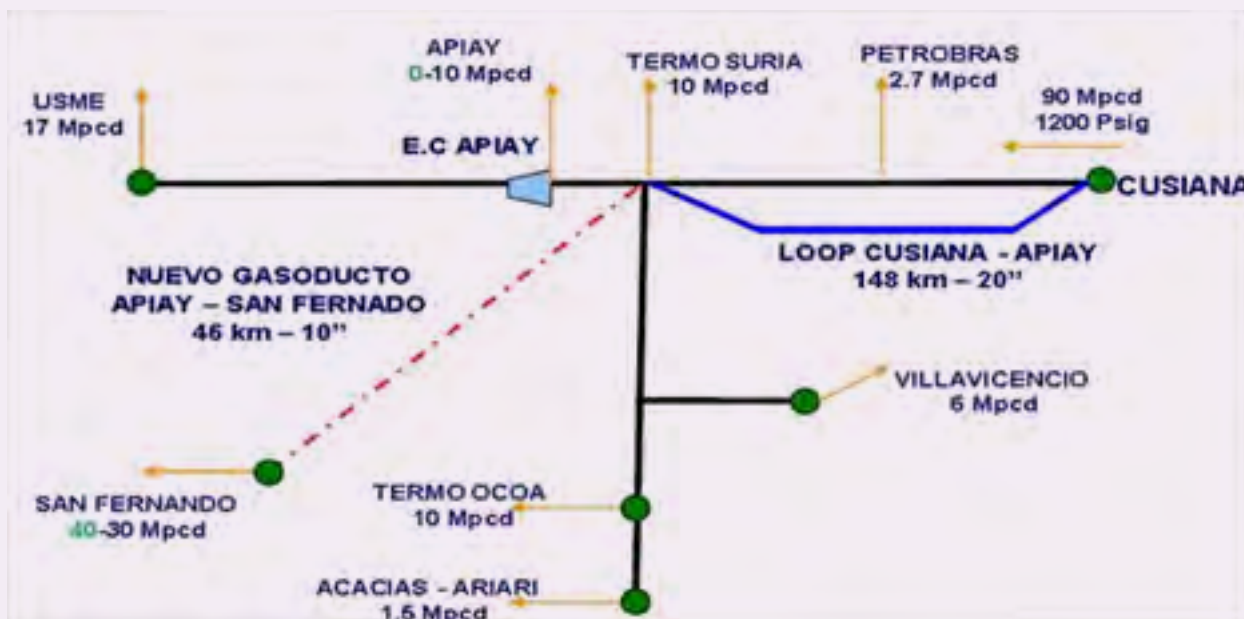 APIAY
0-10 Mpcd
TERMO SURIA
10 Mpcd
PETROBRAS
2.7 Mpcd
USME
17 Mpcd
90 Mpcd
1200 Psig
E.C APIAY
CUSIANA
LOOP CUSIANA - APIAY
148 km – 20”
NUEVO GASODUCTO
APIAY – SAN FERNADO
46 km – 10”
VILLAVICENCIO
6 Mpcd
SAN FERNANDO
40-30 Mpcd
TERMO OCOA
10 Mpcd
ACACIAS - ARIARI
1.5 Mpcd